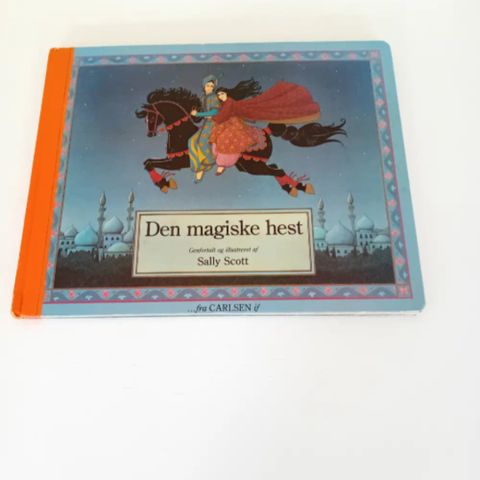 Den magiske hest
Genfortalt og illustreret af
Sally Scott
...fra CARLSEN if